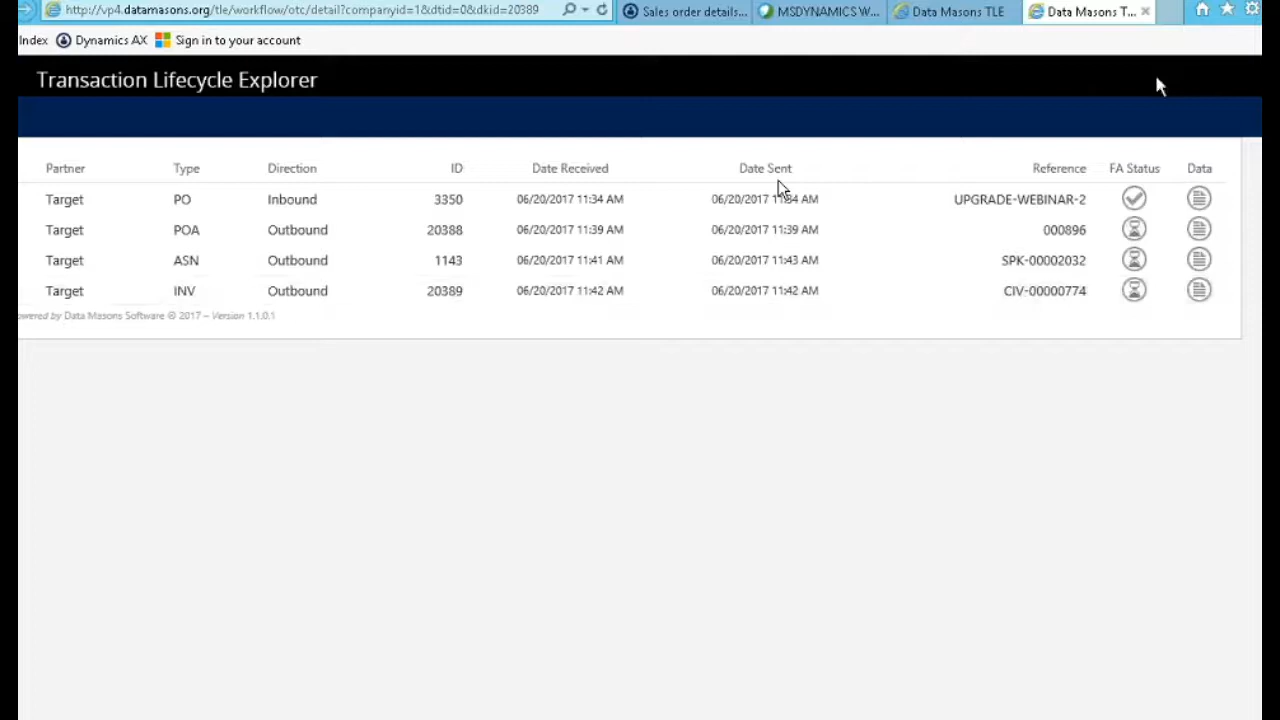 http://vp4.datamasons.org/tle/workflow/otc/detail?companyid=1&dtid=0&dkid=20389 Sales order details... MSDYNAMICS W... Data Masons TLE Data Masons T...
Index Dynamics AX Sign in to your account
Transaction Lifecycle Explorer
Partner Type Direction ID Date Received Date Sent Reference FA Status Data
Target PO Inbound 3350 06/20/2017 11:34 AM 06/20/2017 11:34 AM UPGRADE-WEBINAR-2
Target POA Outbound 20388 06/20/2017 11:39 AM 06/20/2017 11:39 AM 000896
Target ASN Outbound 1143 06/20/2017 11:41 AM 06/20/2017 11:43 AM SPK-00002032
Target INV Outbound 20389 06/20/2017 11:42 AM 06/20/2017 11:42 AM CIV-00000774
owered by Data Masons Software © 2017 – Version 1.1.0.1